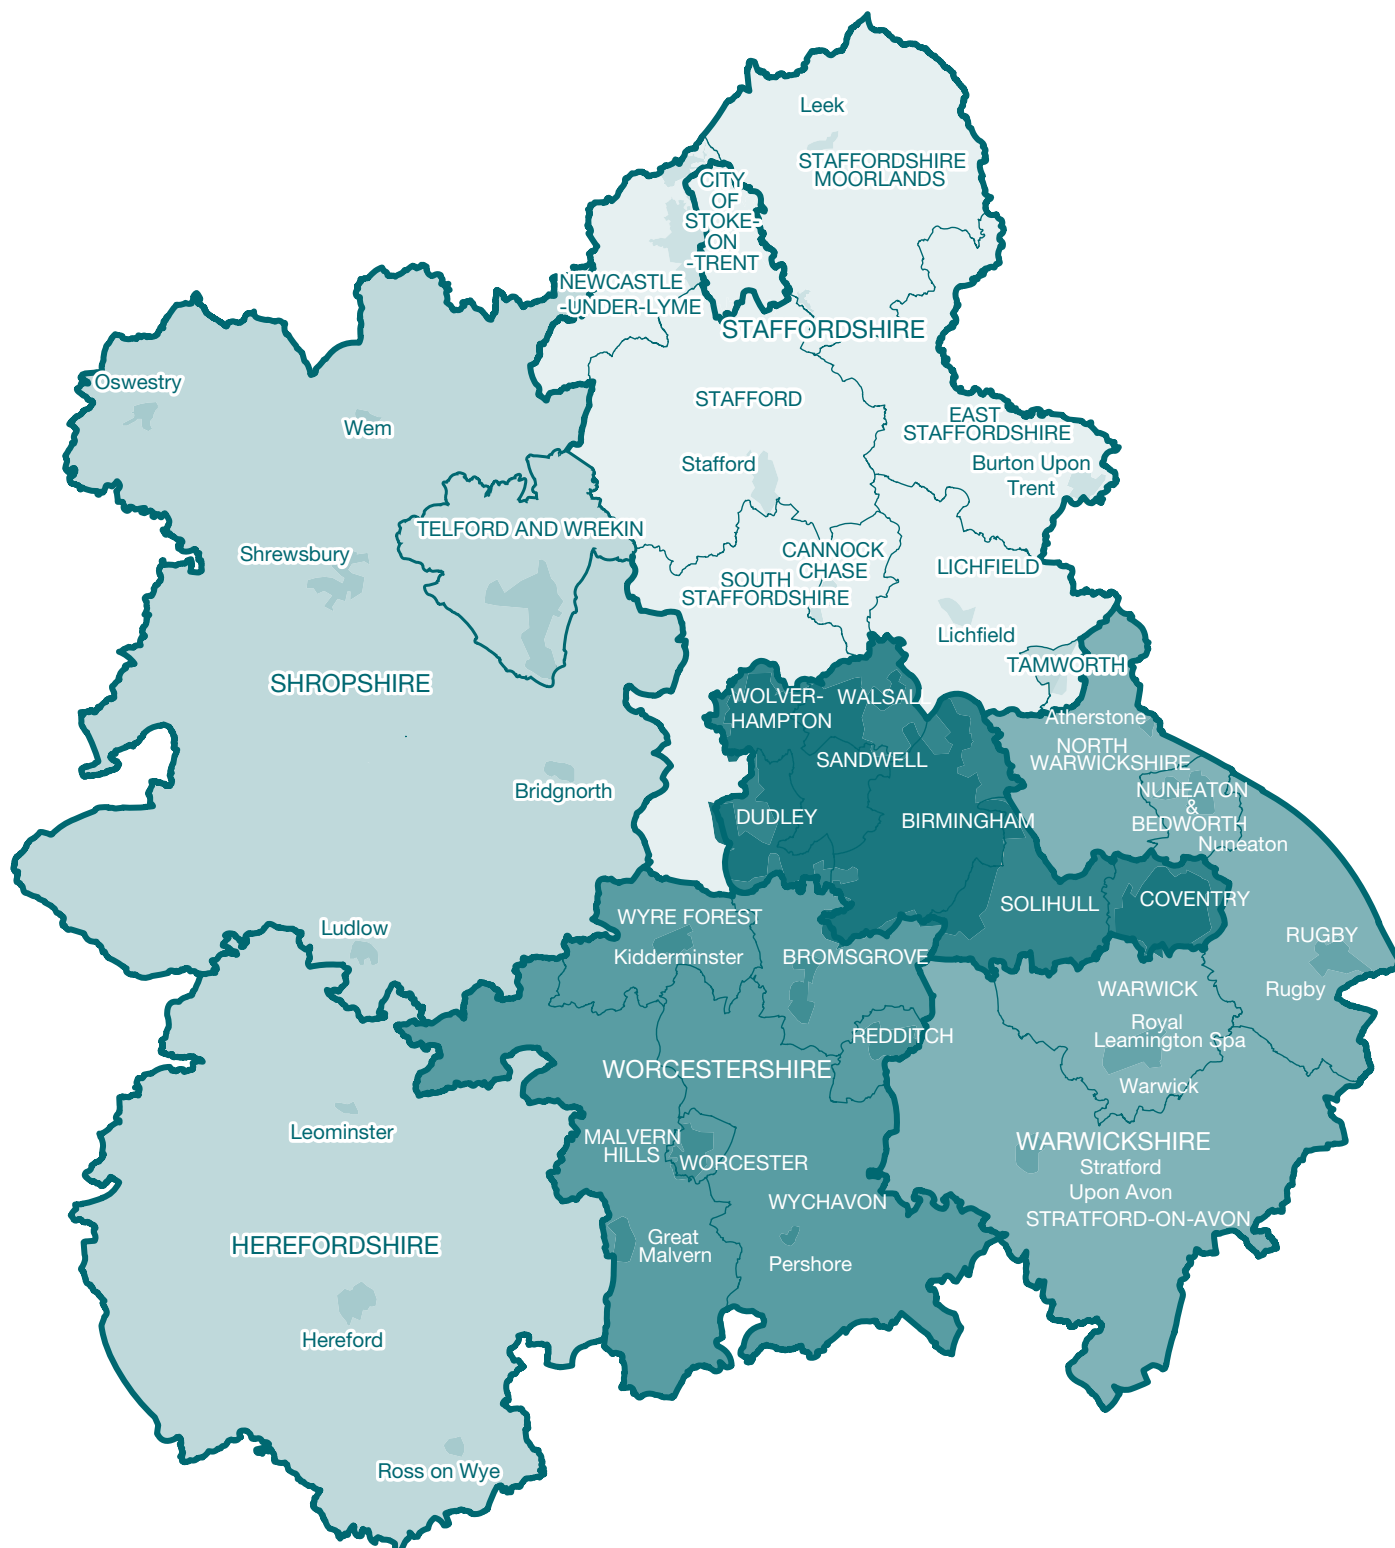 Leek
STAFFORDSHIRE
MOORLANDS
CITY
OF
STOKE-
ON
-TRENT
NEWCASTLE
-UNDER-LYME
STAFFORDSHIRE
Oswestry
Wem
STAFFORD
EAST
STAFFORDSHIRE
Stafford
Burton Upon
Trent
TELFORD AND WREKIN
Shrewsbury
CANNOCK
CHASE
SOUTH
STAFFORDSHIRE
LICHFIELD
Lichfield
TAMWORTH
SHROPSHIRE
WOLVER-
HAMPTON
WALSALL
Atherstone
NORTH
WARWICKSHIRE
SANDWELL
Bridgnorth
NUNEATON
&
BEDWORTH
Nuneaton
DUDLEY
BIRMINGHAM
SOLIHULL
COVENTRY
Ludlow
WYRE FOREST
Kidderminster
BROMSGROVE
RUGBY
Rugby
WARWICK
Royal
Leamington Spa
Warwick
REDDITCH
WORCESTERSHIRE
Leominster
MALVERN
HILLS
WORCESTER
WARWICKSHIRE
Stratford
Upon Avon
STRATFORD-ON-AVON
WYCHAVON
HEREFORDSHIRE
Great
Malvern
Pershore
Hereford
Ross on Wye